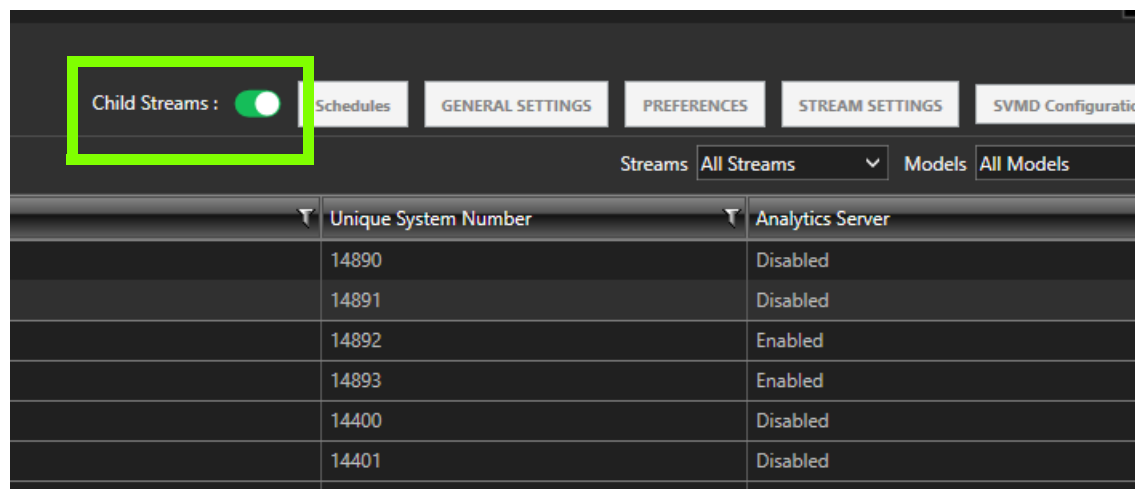 Child Streams :
Schedules
GENERAL SETTINGS
PREFERENCES
STREAM SETTINGS
SVMD
Streams All Streams
Models All Models
Unique System Number
Analytics Server
14890 Disabled
14891 Disabled
14892 Enabled
14893 Enabled
14400 Disabled
14401 Disabled